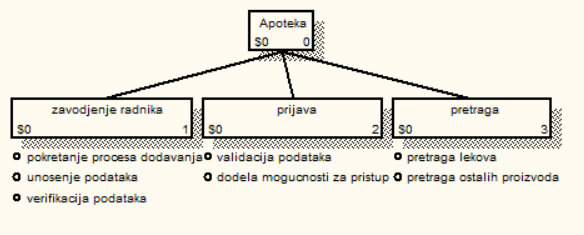 Apoteka
$0 0
zavodjenje radnika
$0 1
prijava
$0 2
pretraga
$0 3
pokretanje procesa dodavanja
unosenje podataka
verifikacija podataka
validacija podataka
dodela mogucnosti za pristup
pretraga lekova
pretraga ostalih proizvoda